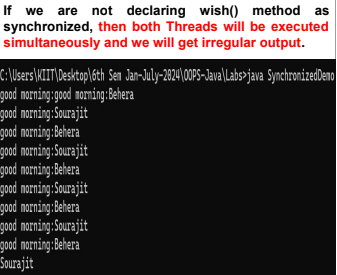 If we are not declaring wish() method as
synchronized, then both Threads will be executed
simultaneously and we will get irregular output.
C:\Users\KIIT\Desktop\6th Sem Jan-July-2024\OOPS-Java\Labs>java SynchronizedDemo
good morning:good morning:Behera
good morning:Sourajit
good morning:Behera
good morning:Sourajit
good morning:Behera
good morning:Sourajit
good morning:Behera
good morning:Sourajit
good morning:Behera
Sourajit